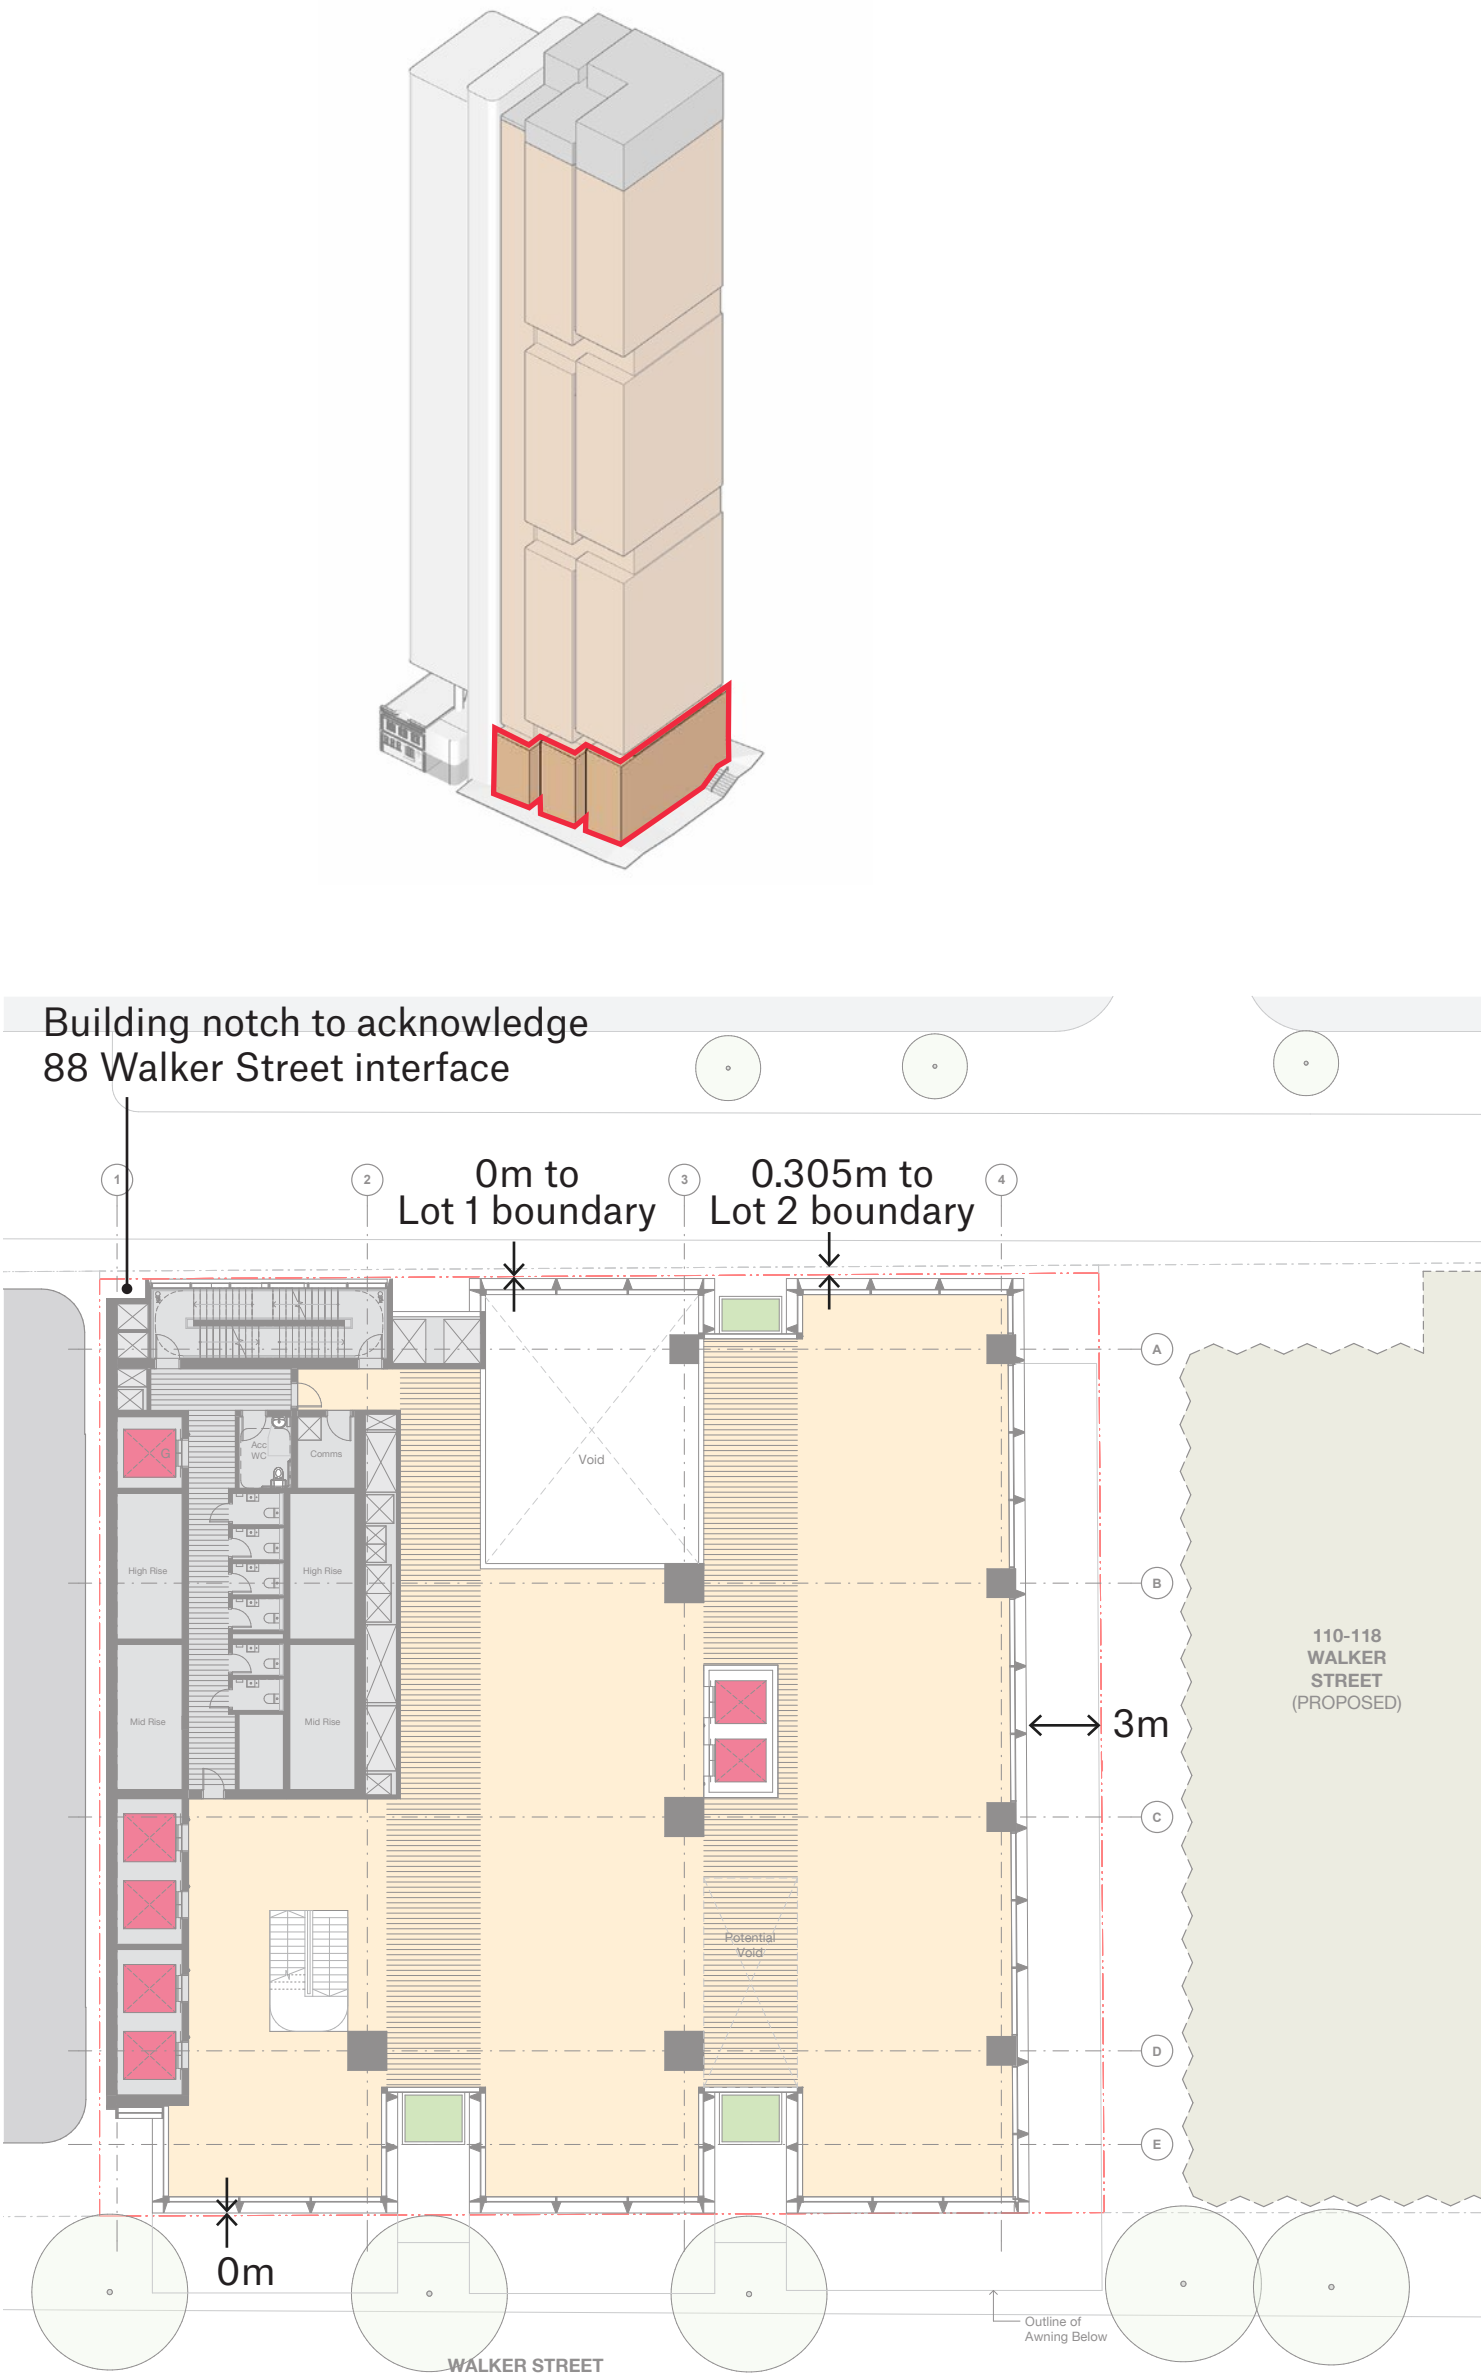 Building notch to acknowledge
88 Walker Street interface
1
2
0m to
Lot 1 boundary
3
0.305m to
Lot 2 boundary
4
A
Acc
WC
G
Comms
Void
High Rise
High Rise
B
110-118
WALKER
STREET
(PROPOSED)
Mid Rise
Mid Rise
3m
C
Potential
Void
D
E
0m
Outline of
Awning Below
WALKER STREET